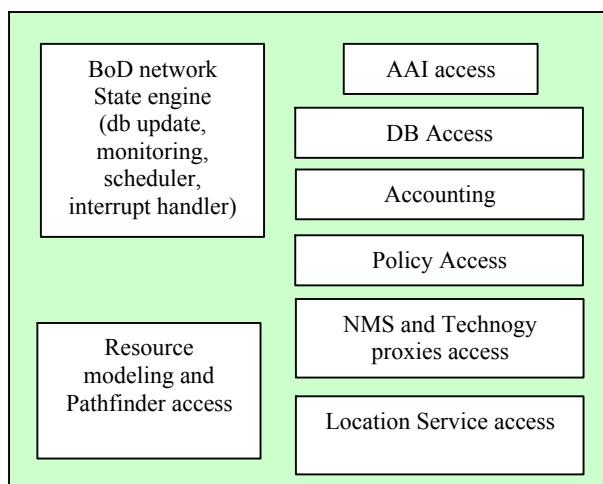 BoD network
State engine
(db update,
monitoring,
scheduler,
interrupt handler)
Resource
modeling and
Pathfinder access
AAI access
DB Access
Accounting
Policy Access
NMS and Technogy
proxies access
Location Service access